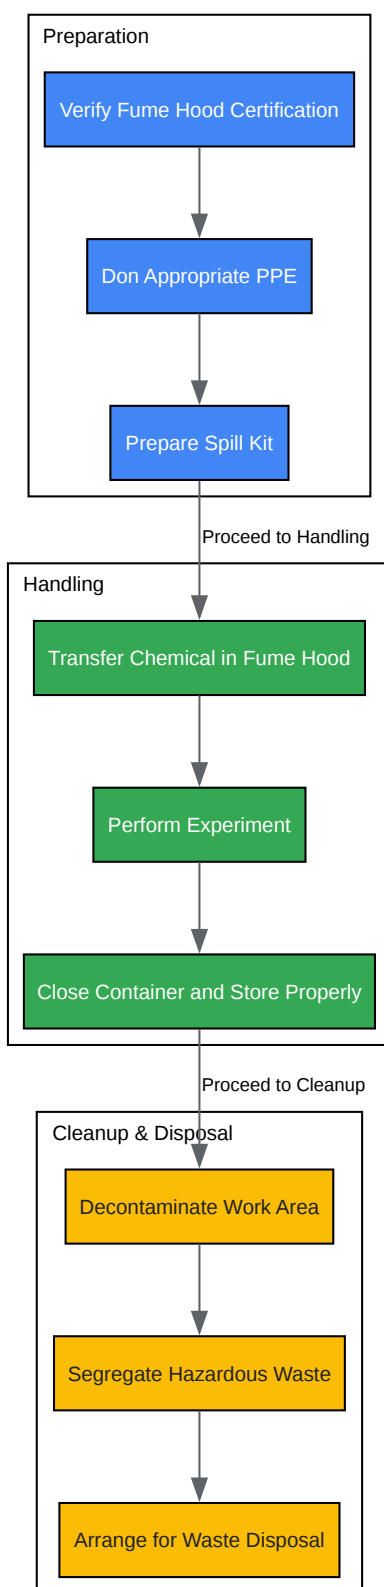 Preparation
Verify Fume Hood Certification
Don Appropriate PPE
Prepare Spill Kit
Proceed to Handling
Handling
Transfer Chemical in Fume Hood
Perform Experiment
Close Container and Store Properly
Proceed to Cleanup
Cleanup & Disposal
Decontaminate Work Area
Segregate Hazardous Waste
Arrange for Waste Disposal